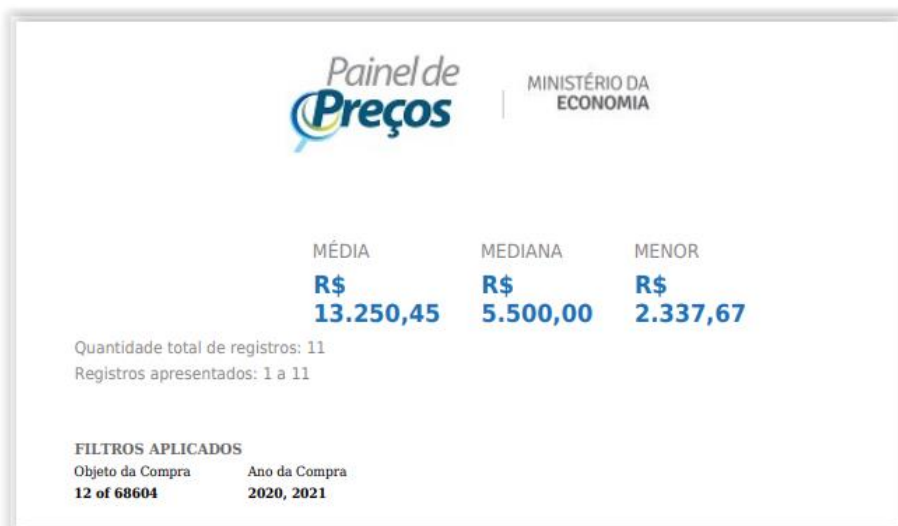 Painel de
Preços
MINISTÉRIO DA
ECONOMIA
MÉDIA MEDIANA MENOR
R$ R$ R$
13.250,45 5.500,00 2.337,67
Quantidade total de registros: 11
Registros apresentados: 1 a 11
FILTROS APLICADOS
Objeto da Compra Ano da Compra
12 of 68604 2020, 2021